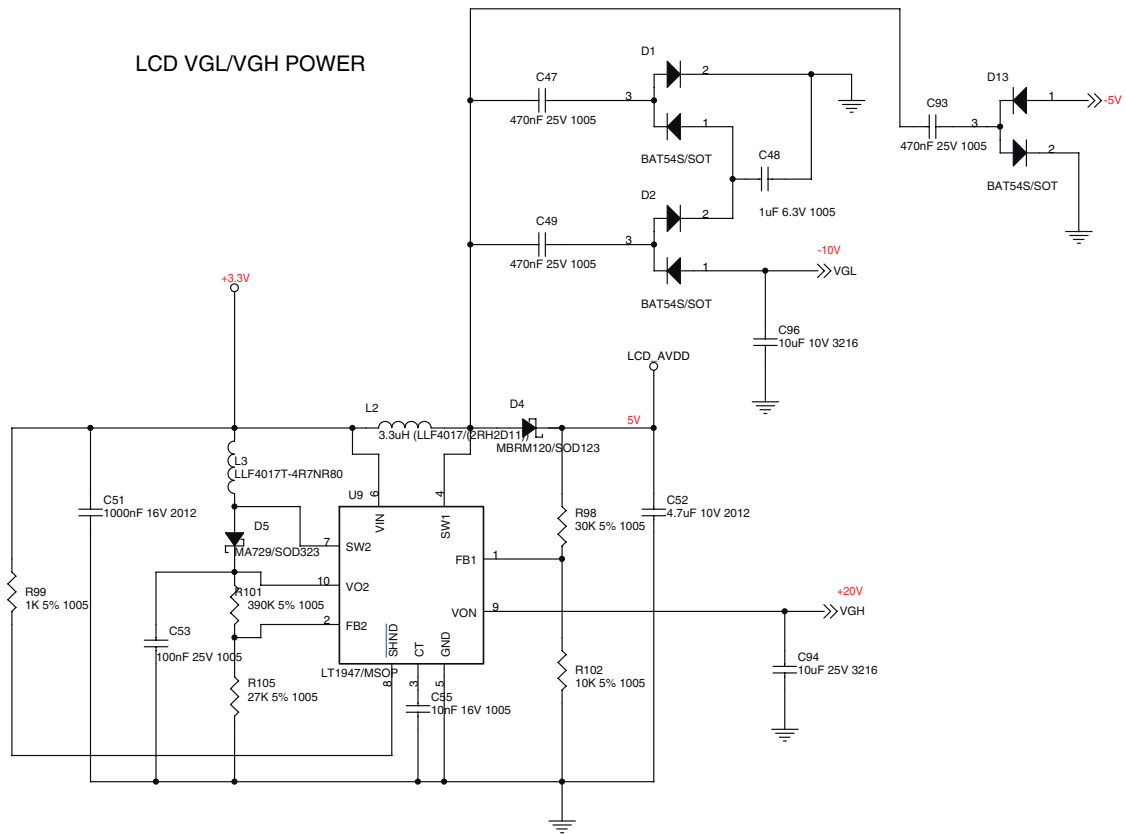 LCD VGL/VGH POWER
D1
2
C47
3
470nF 25V 1005
1
BAT54S/SOT
C48
1uF 6.3V 1005
D13
1
-5V
C93
3
470nF 25V 1005
2
BAT54S/SOT
D2
2
C49
3
470nF 25V 1005
1
BAT54S/SOT
-10V
VGL
C96
10uF 10V 3216
+3.3V
LCD_AVDD
L2
3.3uH (LLF4017/(2RH2D11))
D4
MBRM120/SOD123
5V
L3
LLF4017T-4R7NR80
C51
1000nF 16V 2012
D5
MA729/SOD323
U9
6
4
VIN
SW1
7
SW2
FB1
1
10
VO2
VON
9
2
FB2
SHND
CT
GND
8
3
5
LT1947/MSOP
R98
30K 5% 1005
C52
4.7uF 10V 2012
R99
1K 5% 1005
R101
390K 5% 1005
C53
100nF 25V 1005
R105
27K 5% 1005
C55
10nF 16V 1005
R102
10K 5% 1005
+20V
VGH
C94
10uF 25V 3216